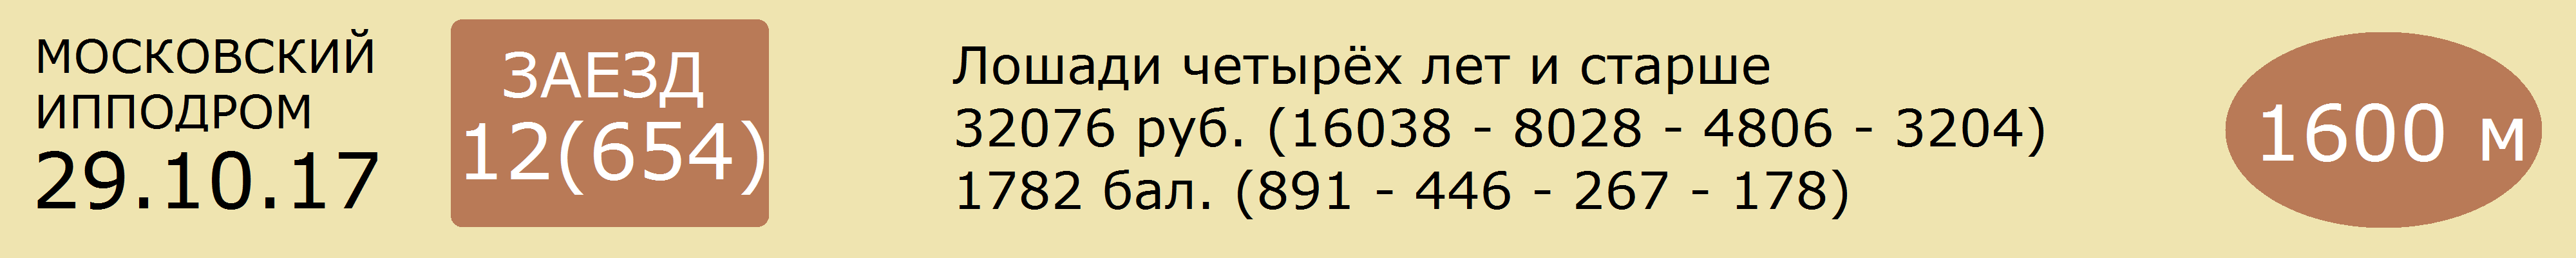 МОСКОВСКИЙ
ИППОДРОМ
29.10.17
ЗАЕЗД
12(654)
Лошади четырёх лет и старше
32076 руб. (16038 - 8028 - 4806 - 3204)
1782 бал. (891 - 446 - 267 - 178)
1600 м